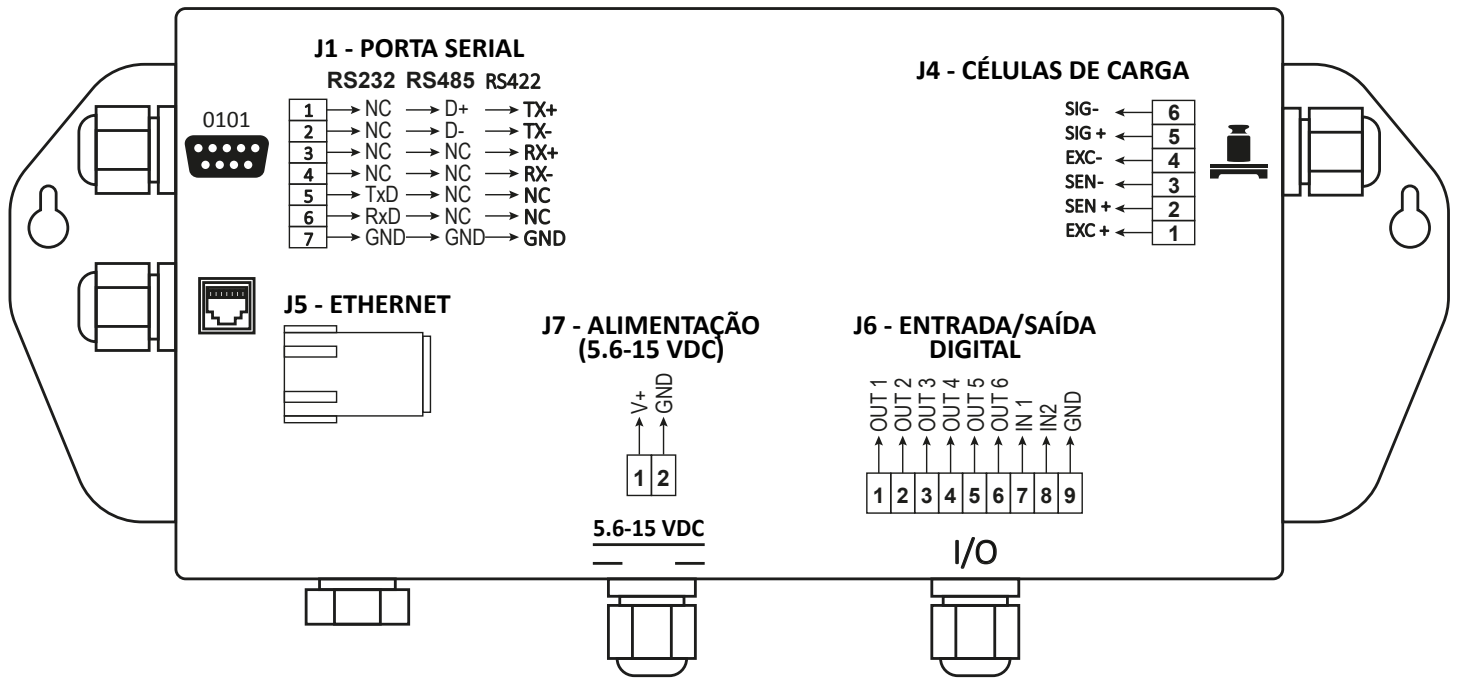 J1 - PORTA SERIAL
RS232 RS485 RS422
0101
1 NC D+ TX+
2 NC D- TX-
3 NC NC RX+
4 NC NC RX-
5 TxD NC NC
6 RxD NC NC
7 GND GND GND
J4 - CÉLULAS DE CARGA
SIG- 6
SIG + 5
EXC- 4
SEN- 3
SEN + 2
EXC + 1
J5 - ETHERNET
J7 - ALIMENTAÇÃO
(5.6-15 VDC)
V+ GND
1 2
5.6-15 VDC
J6 - ENTRADA/SAÍDA
DIGITAL
OUT 1 OUT 2 OUT 3 OUT 4 OUT 5 OUT 6 IN 1 IN2 GND
1 2 3 4 5 6 7 8 9
I/O